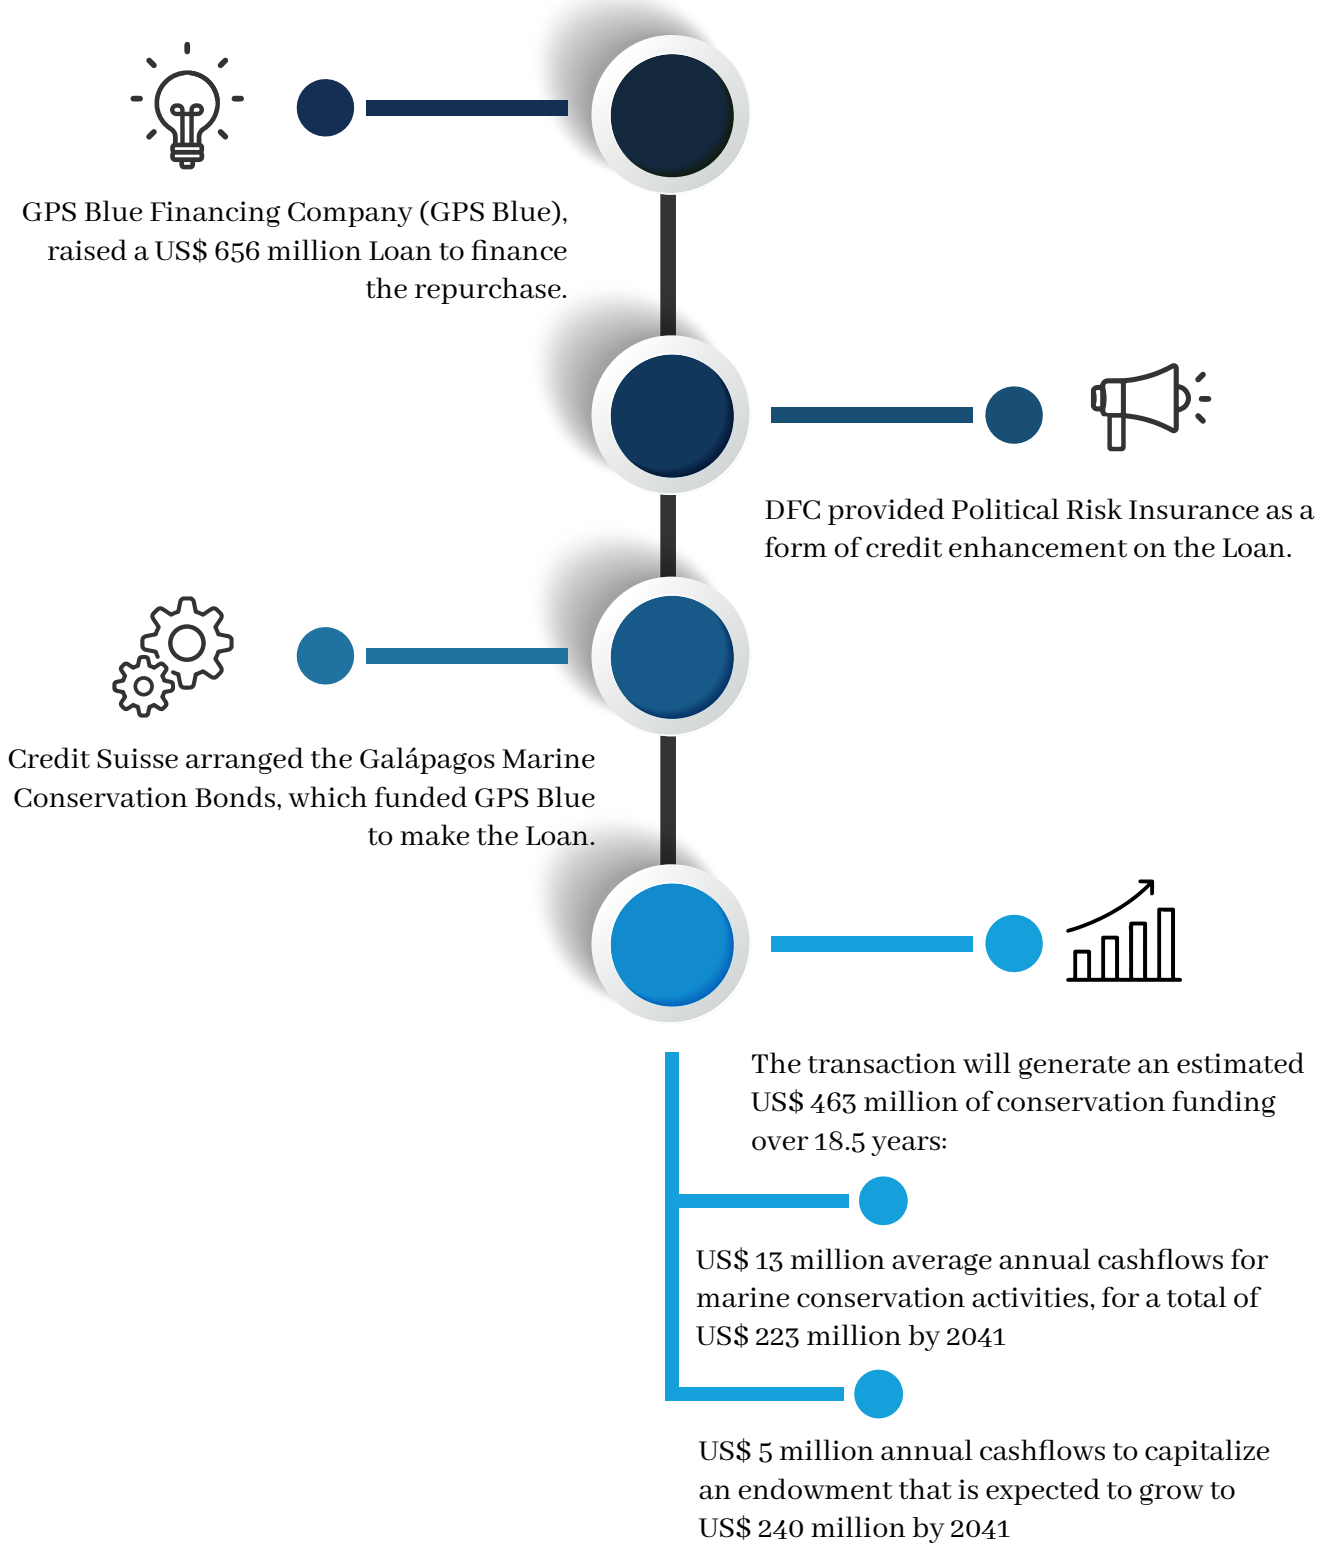 GPS Blue Financing Company (GPS Blue),
raised a US$ 656 million Loan to finance
the repurchase.
DFC provided Political Risk Insurance as a
form of credit enhancement on the Loan.
Credit Suisse arranged the Galápagos Marine
Conservation Bonds, which funded GPS Blue
to make the Loan.
The transaction will generate an estimated
US$ 463 million of conservation funding
over 18.5 years:
US$ 13 million average annual cashflows for
marine conservation activities, for a total of
US$ 223 million by 2041
US$ 5 million annual cashflows to capitalize
an endowment that is expected to grow to
US$ 240 million by 2041